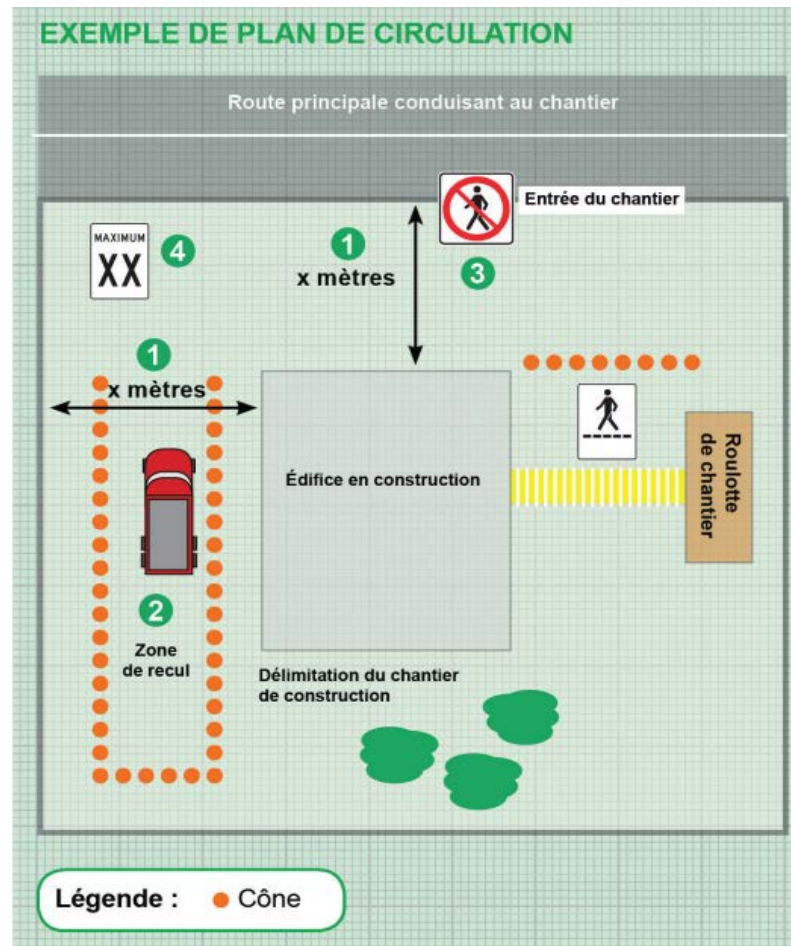 EXEMPLE DE PLAN DE CIRCULATION
Route principale conduisant au chantier
Entrée du chantier
MAXIMUM
XX
4
1
x mètres
3
1
x mètres
Édifice en construction
Roulotte
de chantier
2
Zone
de recul
Délimitation du chantier
de construction
Légende :
Cône